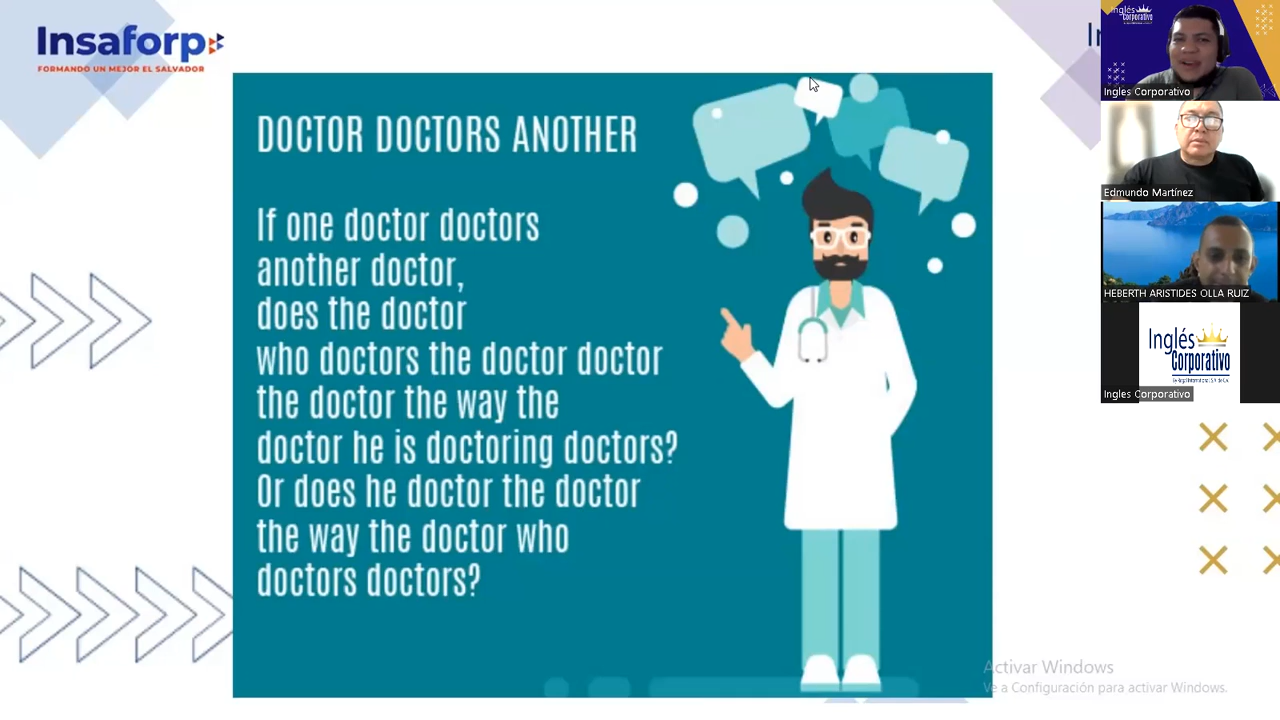 Insaforp
FORMANDO UN MEJOR EL SALVADOR
DOCTOR DOCTORS ANOTHER
If one doctor doctors
another doctor,
does the doctor
who doctors the doctor doctor
the doctor the way the
doctor he is doctoring doctors?
Or does he doctor the doctor
the way the doctor who
doctors doctors?
Inglés
Corporativo
Ingles Corporativo
Edmundo Martínez
HEBERTH ARISTIDES OLLA RUIZ
Inglés
Corporativo
Ingles Corporativo
Activar Windows
Ve a Configuración para activar Windows.